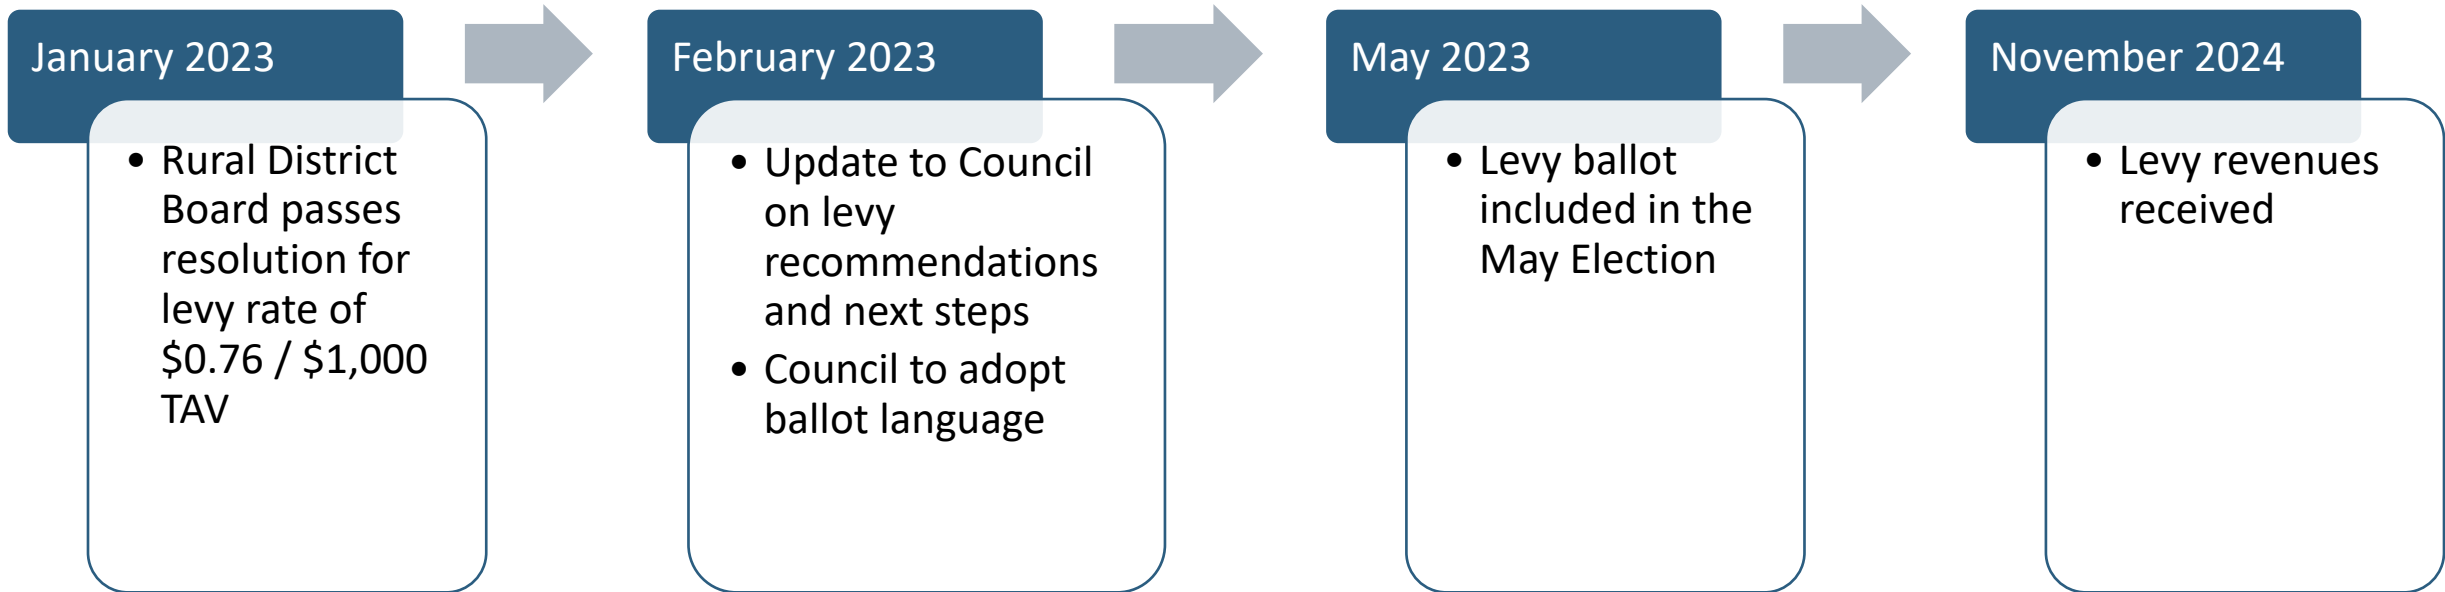 January 2023
• Rural District
Board passes
resolution for
levy rate of
$0.76 / $1,000
TAV
February 2023
• Update to Council
on levy
recommendations
and next steps
• Council to adopt
ballot language
May 2023
• Levy ballot
included in the
May Election
November 2024
• Levy revenues
received